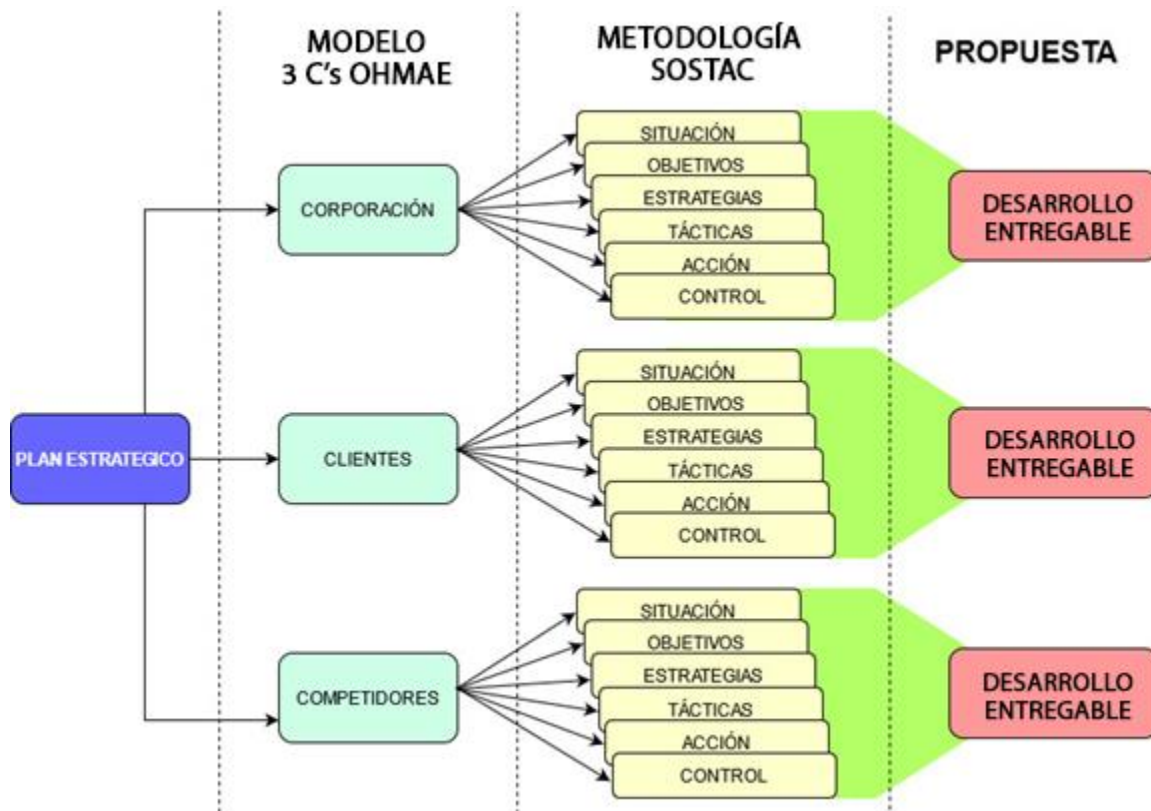 MODELO
3 C's OHMAE
METODOLOGÍA
SOSTAC
PROPUESTA
PLAN ESTRATEGICO
CORPORACIÓN
SITUACIÓN
OBJETIVOS
ESTRATEGIAS
TÁCTICAS
ACCIÓN
CONTROL
DESARROLLO
ENTREGABLE
CLIENTES
SITUACIÓN
OBJETIVOS
ESTRATEGIAS
TÁCTICAS
ACCIÓN
CONTROL
DESARROLLO
ENTREGABLE
COMPETIDORES
SITUACIÓN
OBJETIVOS
ESTRATEGIAS
TÁCTICAS
ACCIÓN
CONTROL
DESARROLLO
ENTREGABLE